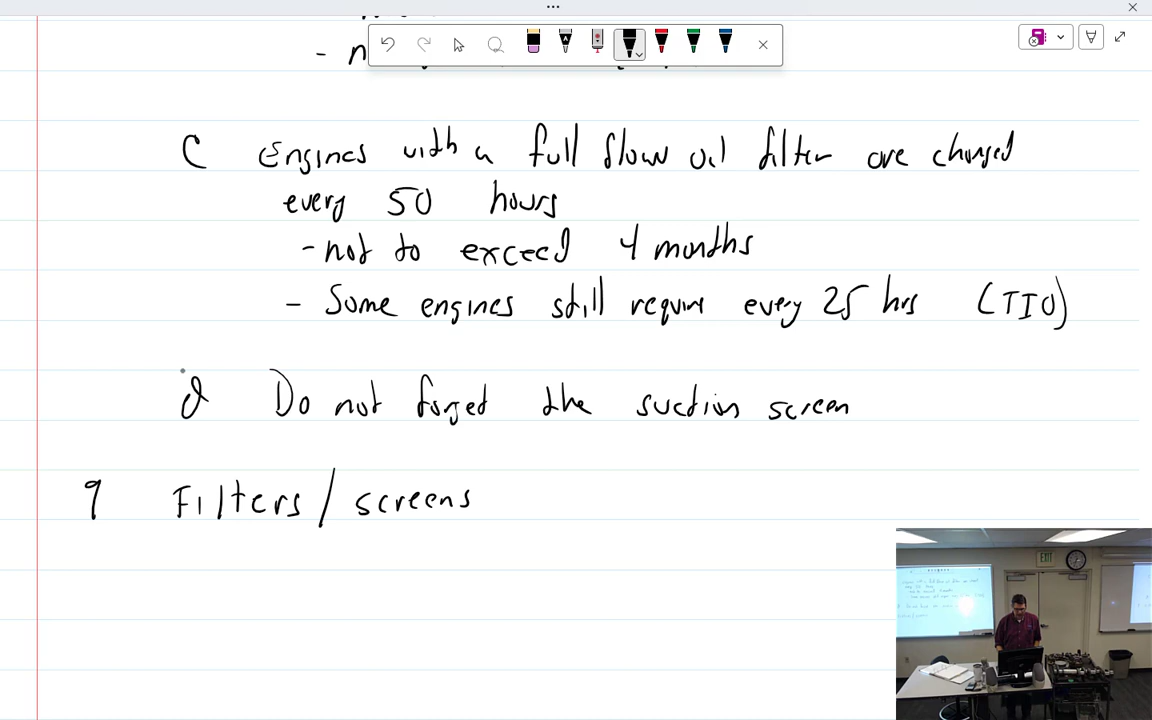 - n
C Engines with a full flow oil filter are changed
every 50 hours
- not to exceed 4 months
- Some engines still require every 25 hrs (TIO)
d Do not forget the suction screen
9 Filters/screens
EXIT